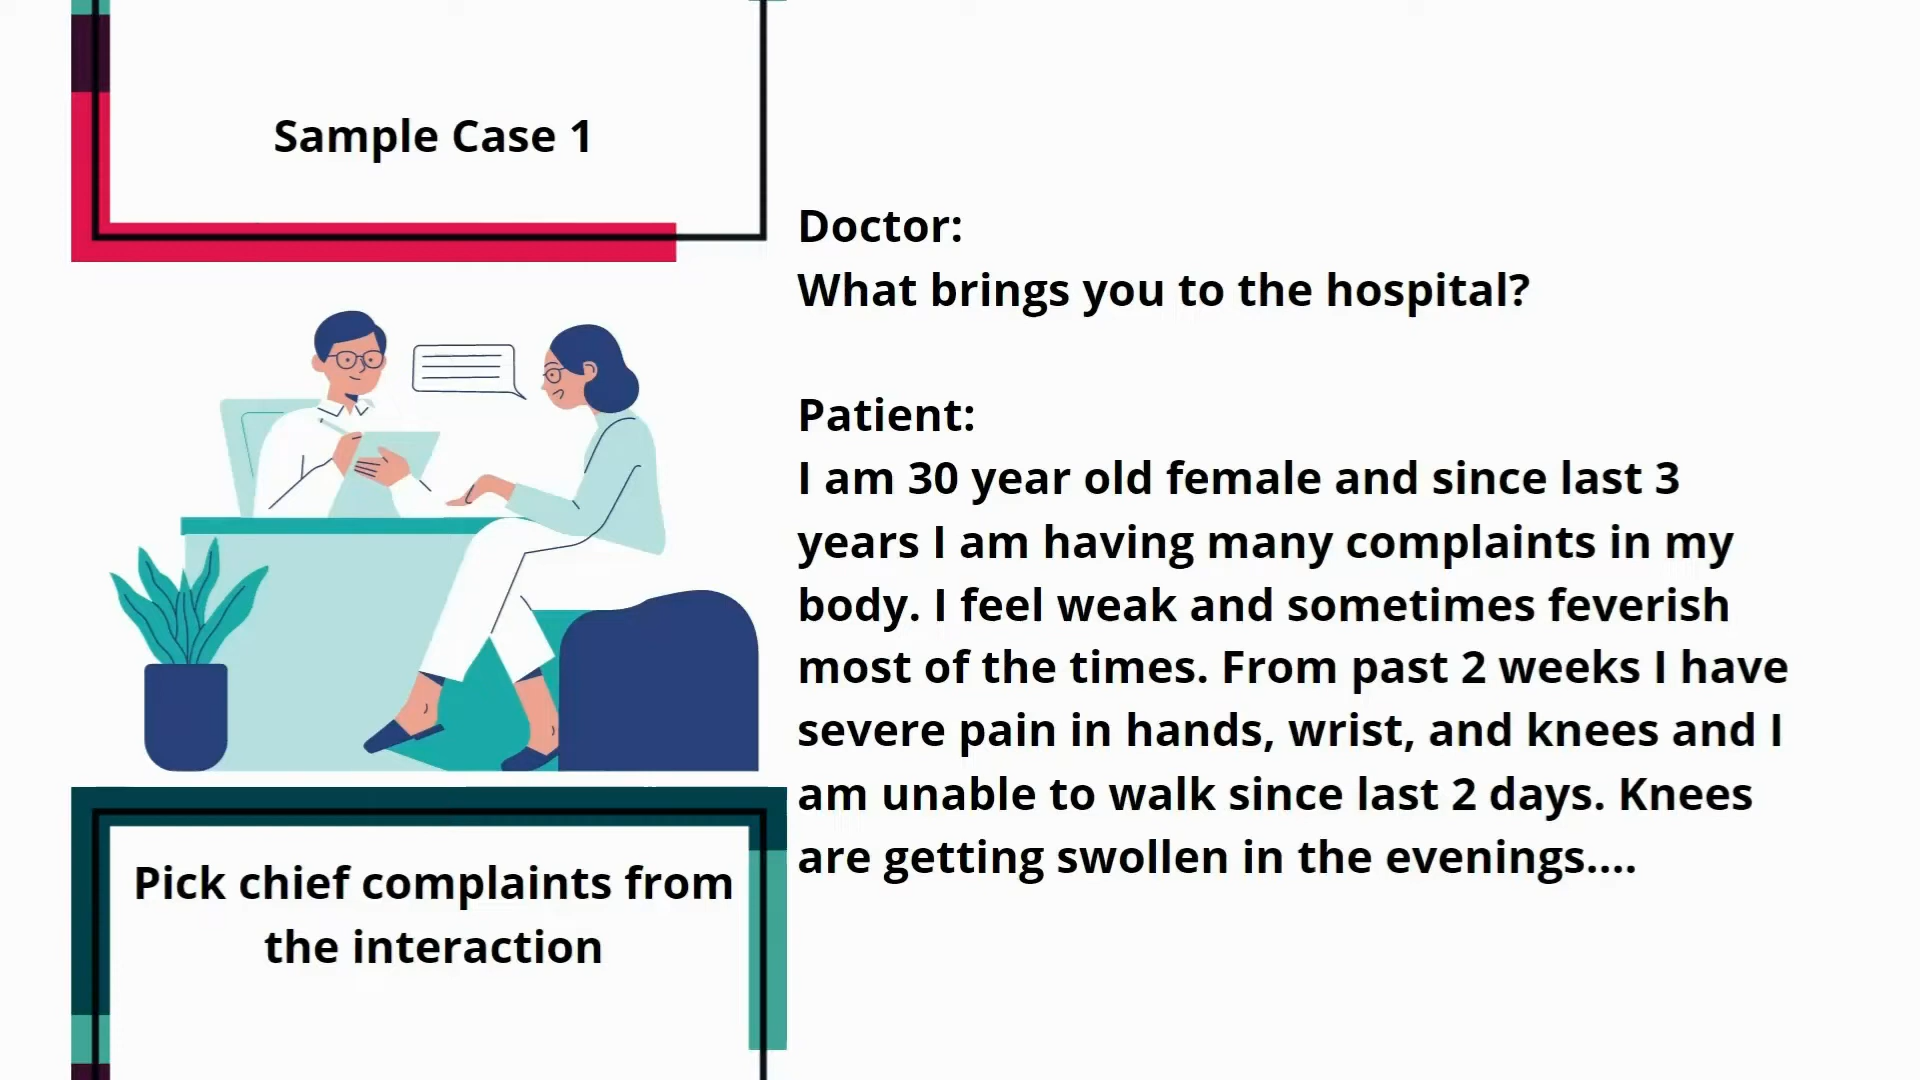 Sample Case 1
Doctor:
What brings you to the hospital?
Patient:
I am 30 year old female and since last 3
years I am having many complaints in my
body. I feel weak and sometimes feverish
most of the times. From past 2 weeks I have
severe pain in hands, wrist, and knees and I
am unable to walk since last 2 days. Knees
are getting swollen in the evenings....
Pick chief complaints from
the interaction